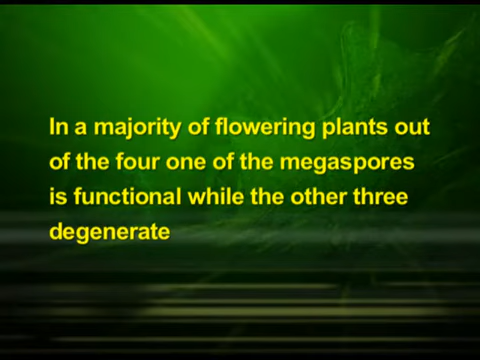 In a majority of flowering plants out
of the four one of the megaspores
is functional while the other three
degenerate